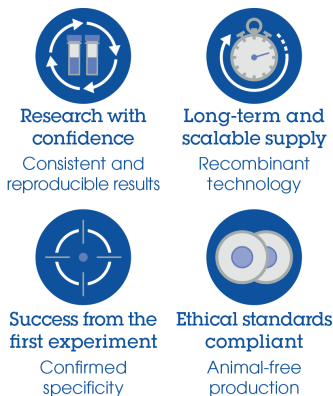 Research with
confidence
Consistent and
reproducible results
Long-term and
scalable supply
Recombinant
technology
Success from the
first experiment
Confirmed
specificity
Ethical standards
compliant
Animal-free
production